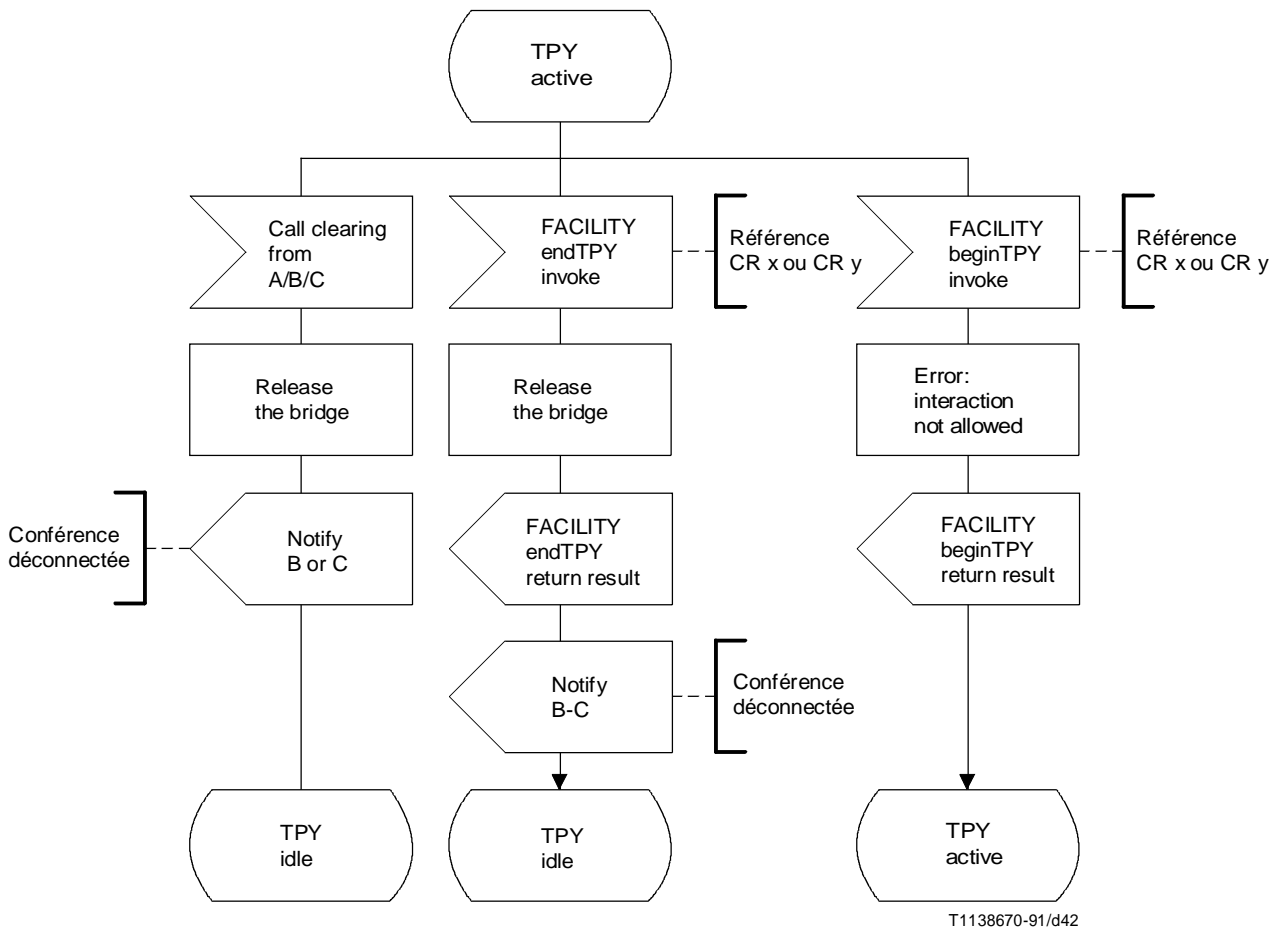 TPY
active
Call clearing
from
A/B/C
FACILITY
endTPY
invoke
Référence
CR x ou CR y
FACILITY
beginTPY
invoke
Référence
CR x ou CR y
Release
the bridge
Release
the bridge
Error:
interaction
not allowed
Conférence
déconnectée
Notify
B or C
FACILITY
endTPY
return result
FACILITY
beginTPY
return result
Notify
B-C
Conférence
déconnectée
TPY
idle
TPY
idle
TPY
active
T1138670-91/d42